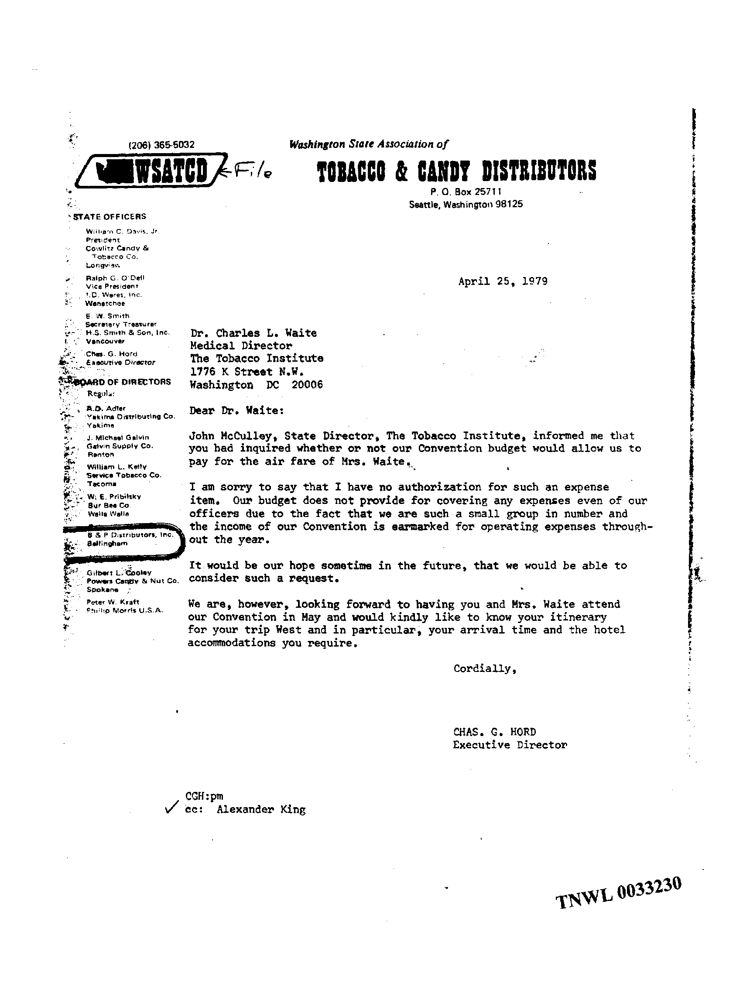 (206) 365-5032
WSATCD ← File
Washington State Association of
TOBACCO & CANDY DISTRIBUTORS
P. O. Box 25711
Seattle, Washington 98125
STATE OFFICERS
William C. Davis, Jr.
President
Cowlitz Candy &
Tobacco Co.
Longview
Ralph G. O'Dell
Vice President
J.D. Wares, Inc.
Wenatchee
E. W. Smith
Secretary Treasurer
H.S. Smith & Son, Inc.
Vancouver
Chas. G. Hord
Executive Director
BOARD OF DIRECTORS
Regular
A.D. Adler
Yakima Distributing Co.
Yakima
J. Michael Galvin
Galvin Supply Co.
Renton
William L. Kelly
Service Tobacco Co.
Tacoma
W. E. Pribilsky
Bur Bee Co
Walla Walla
B & P Distributors, Inc.
Bellingham
Gilbert L. Cooley
Powers Candy & Nut Co.
Spokane
Peter W. Kraft
Phillip Morris U.S.A.
April 25, 1979
Dr. Charles L. Waite
Medical Director
The Tobacco Institute
1776 K Street N.W.
Washington DC 20006
Dear Dr. Waite:
John McCulley, State Director, The Tobacco Institute, informed me that
you had inquired whether or not our Convention budget would allow us to
pay for the air fare of Mrs. Waite.
I am sorry to say that I have no authorization for such an expense
item. Our budget does not provide for covering any expenses even of our
officers due to the fact that we are such a small group in number and
the income of our Convention is earmarked for operating expenses through-
out the year.
It would be our hope sometime in the future, that we would be able to
consider such a request.
We are, however, looking forward to having you and Mrs. Waite attend
our Convention in May and would kindly like to know your itinerary
for your trip West and in particular, your arrival time and the hotel
accommodations you require.
Cordially,
CHAS. G. HORD
Executive Director
CGH:pm
✓ cc: Alexander King
TNWL 0033230